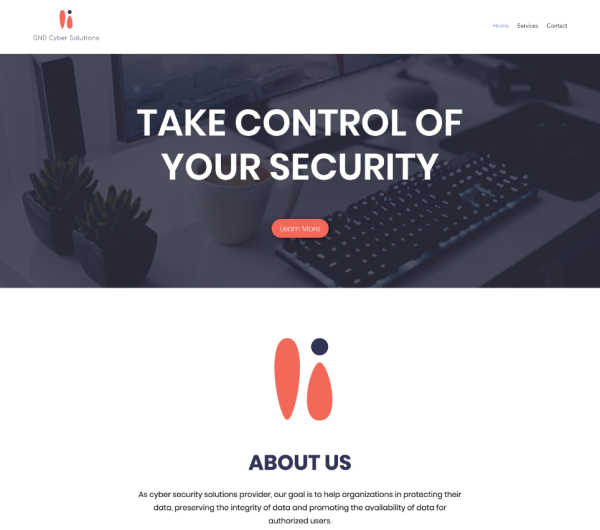 GND Cyber Solutions
Home Services Contact
TAKE CONTROL OF
YOUR SECURITY
Learn More
ABOUT US
As cyber security solutions provider, our goal is to help organizations in protecting their
data, preserving the integrity of data and promoting the availability of data for
authorized users.